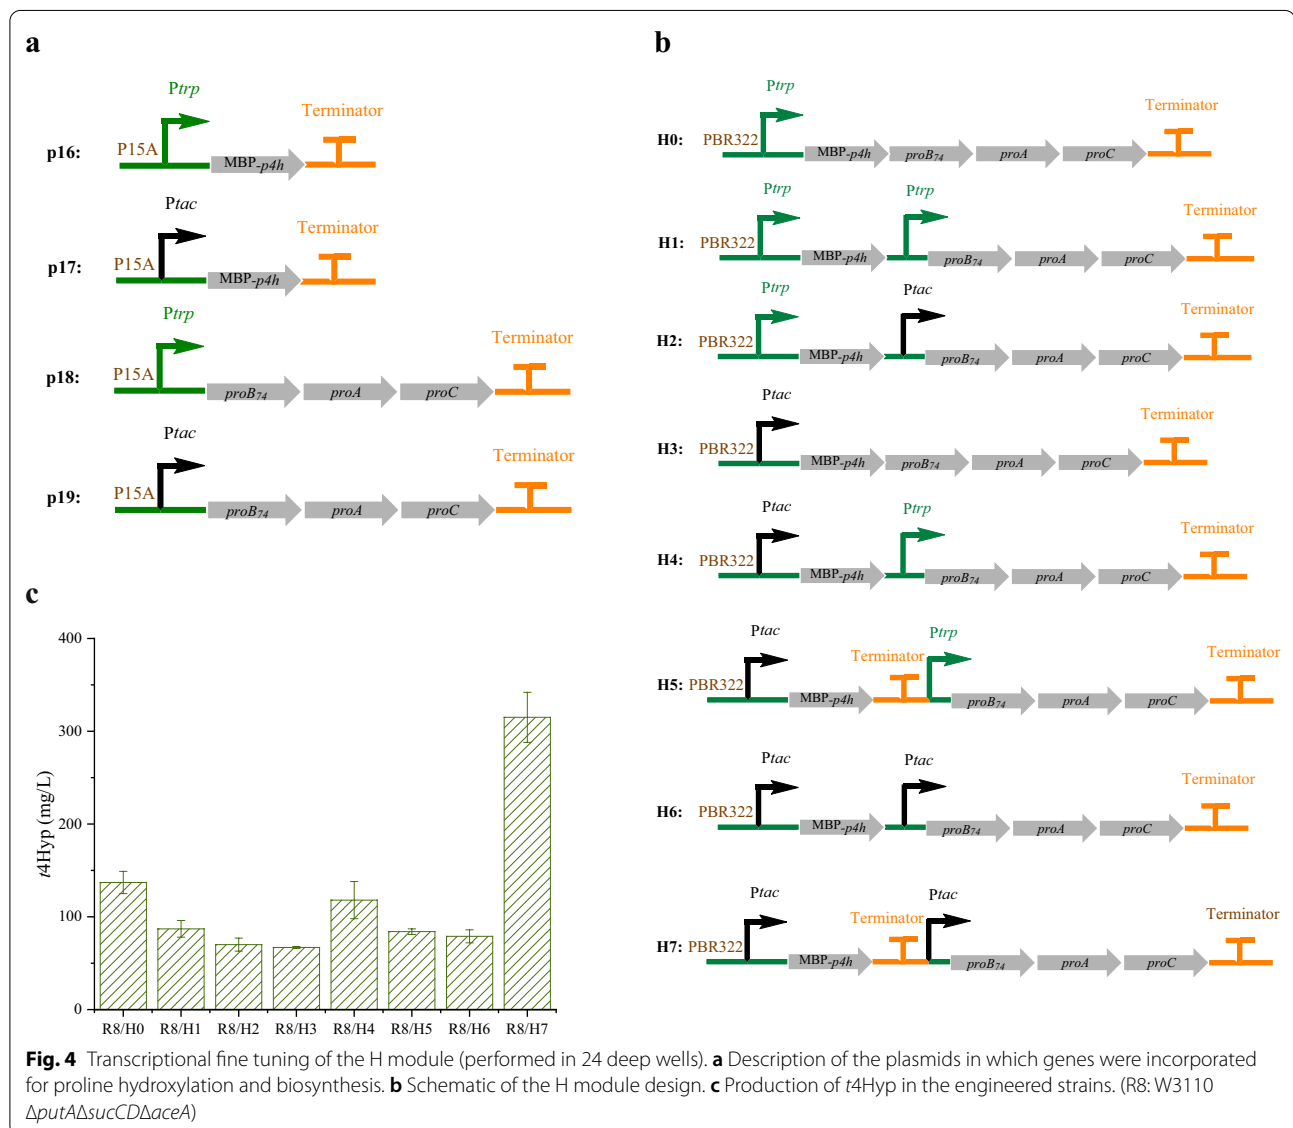 a
Ptrp
Terminator
p16:
P15A
MBP-p4h
Ptac
Terminator
p17:
P15A
MBP-p4h
Ptrp
Terminator
p18:
P15A
proB74
proA
proC
Ptac
Terminator
p19:
P15A
proB74
proA
proC
b
Ptrp
Terminator
H0:
PBR322
MBP-p4h
proB74
proA
proC
Ptrp
Ptrp
Terminator
H1:
PBR322
MBP-p4h
proB74
proA
proC
Ptrp
Ptac
Terminator
H2:
PBR322
MBP-p4h
proB74
proA
proC
Ptac
Terminator
H3:
PBR322
MBP-p4h
proB74
proA
proC
Ptac
Ptrp
Terminator
H4:
PBR322
MBP-p4h
proB74
proA
proC
Ptac
Terminator
Ptrp
Terminator
H5:
PBR322
MBP-p4h
proB74
proA
proC
Ptac
Ptac
Terminator
H6:
PBR322
MBP-p4h
proB74
proA
proC
Ptac
Terminator
Ptac
Terminator
H7:
PBR322
MBP-p4h
proB74
proA
proC
c
t4Hyp (mg/L)
400
300
200
100
0
R8/H0 R8/H1 R8/H2 R8/H3 R8/H4 R8/H5 R8/H6 R8/H7
Fig. 4 Transcriptional fine tuning of the H module (performed in 24 deep wells). a Description of the plasmids in which genes were incorporated
for proline hydroxylation and biosynthesis. b Schematic of the H module design. c Production of t4Hyp in the engineered strains. (R8: W3110
ΔputAΔsucCDΔaceA)